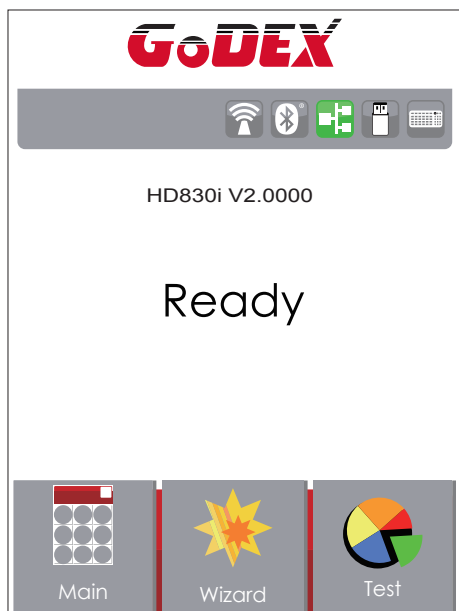 GoDEX
HD830i V2.0000
Ready
Main
Wizard
Test